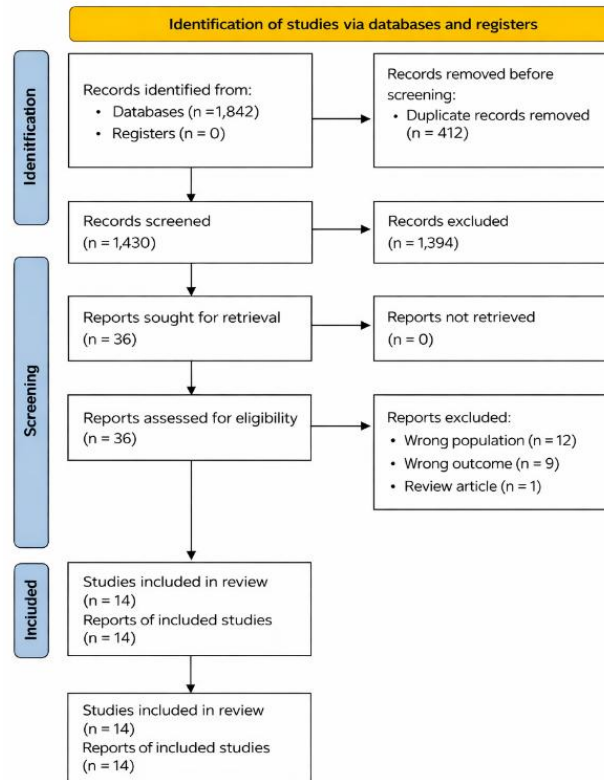 Identification of studies via databases and registers
Idenitfication
Records identified from:
• Databases (n =1,842)
• Registers (n = 0)
Records removed before
screening:
• Duplicate records removed
(n = 412)
Records screened
(n = 1,430)
Records excluded
(n = 1,394)
Screening
Reports sought for retrieval
(n = 36)
Reports not retrieved
(n = 0)
Reports assessed for eligibility
(n = 36)
Reports excluded:
• Wrong population (n = 12)
• Wrong outcome (n = 9)
• Review article (n = 1)
Inciuded
Studies included in review
(n = 14)
Reports of included studies
(n = 14)
Studies included in review
(n = 14)
Reports of included studies
(n = 14)